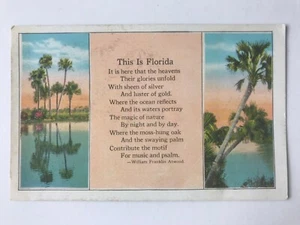 This Is Florida
It is here that the heavens
Their glories unfold
With sheen of silver
And luster of gold.
Where the ocean reflects
And its waters portray
The magic of nature
By night and by day.
Where the moss-hung oak
And the swaying palm
Contribute the motif
For music and psalm.
—William Franklin Atwood